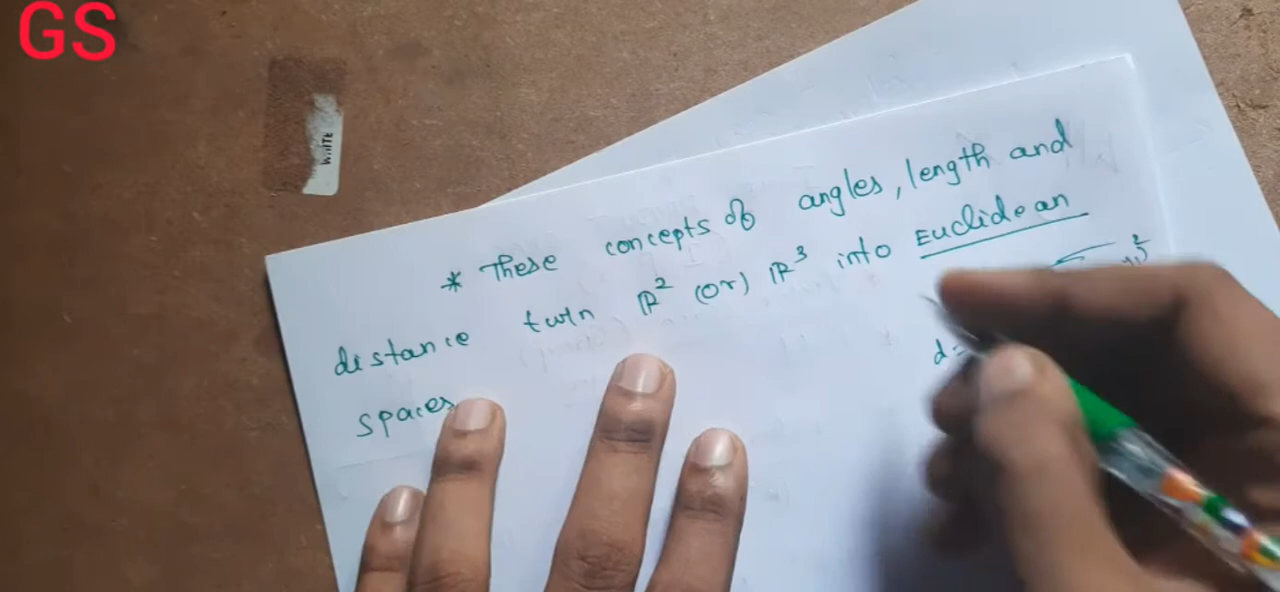 GS
WHITE
* These concepts of angles, length and
distance turn ℝ² (or) ℝ³ into Euclidean
spaces
d=